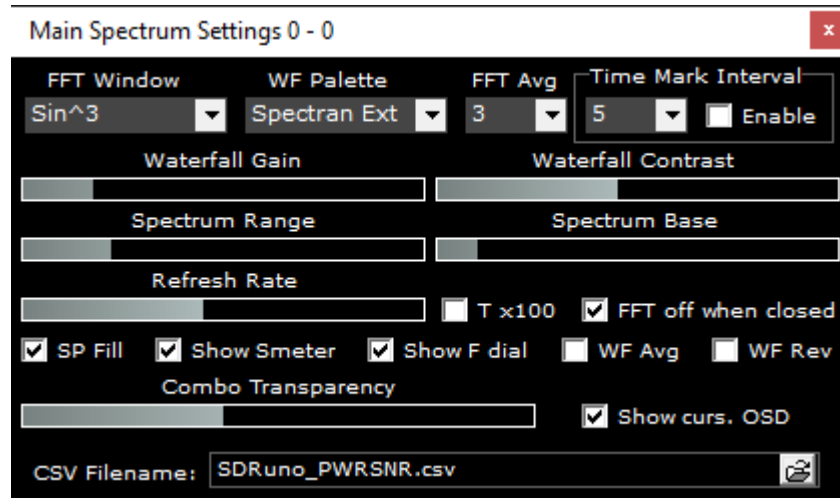 Main Spectrum Settings 0 - 0 x
FFT Window WF Palette FFT Avg Time Mark Interval
Sin^3 Spectran Ext 3 5 Enable
Waterfall Gain Waterfall Contrast
Spectrum Range Spectrum Base
Refresh Rate
T x100 FFT off when closed
SP Fill Show Smeter Show F dial WF Avg WF Rev
Combo Transparency
Show curs. OSD
CSV Filename: SDRuno_PWRSNR.csv